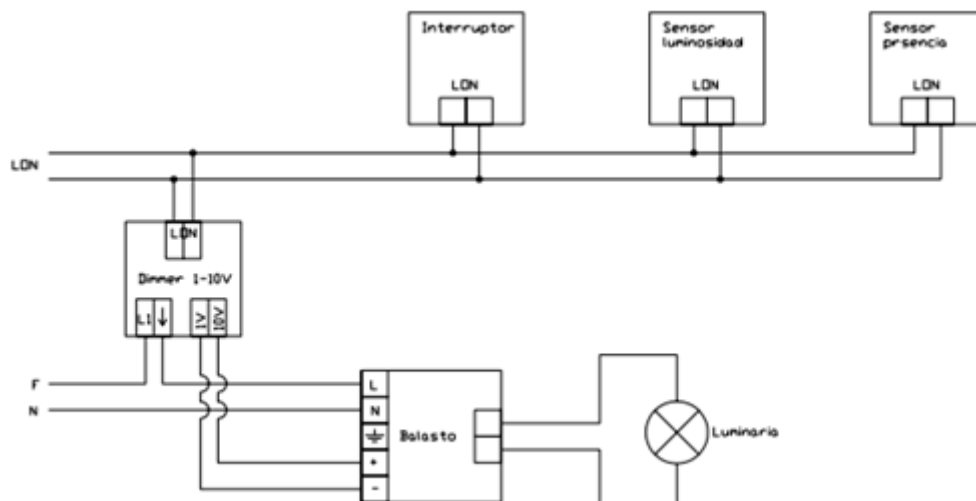 Interruptor
LON
Sensor
luminosidad
LON
Sensor
prsencia
LON
LON
LON
Dimmer 1-10V
L1
↓
1V
10V
F
N
L
N
+
-
Balasto
Luminaria